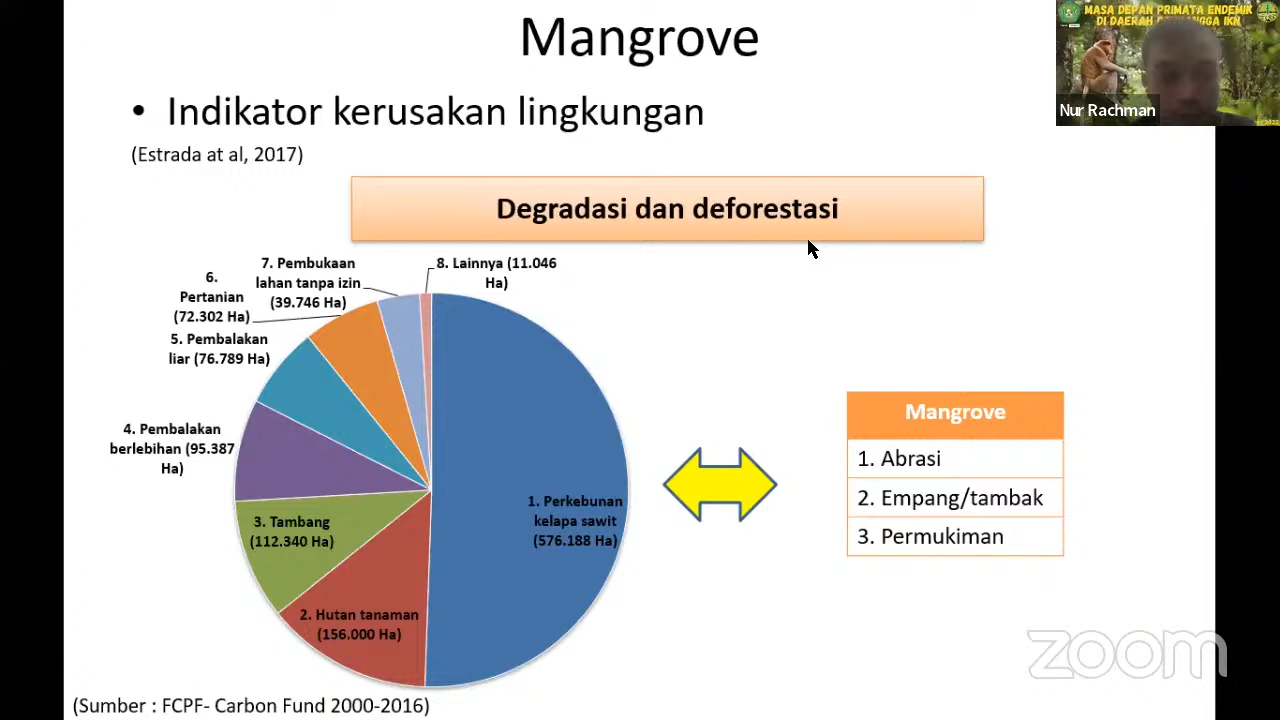 Mangrove
MASA DEPAN PRIMATA ENDEMIK
DI DAERAH
IKN
Nur Rachman
• Indikator kerusakan lingkungan
(Estrada at al, 2017)
Degradasi dan deforestasi
7. Pembukaan
lahan tanpa izin
(39.746 Ha)
8. Lainnya (11.046
Ha)
6.
Pertanian
(72.302 Ha)
5. Pembalakan
liar (76.789 Ha)
4. Pembalakan
berlebihan (95.387
Ha)
3. Tambang
(112.340 Ha)
2. Hutan tanaman
(156.000 Ha)
1. Perkebunan
kelapa sawit
(576.188 Ha)
Mangrove
1. Abrasi
2. Empang/tambak
3. Permukiman
zoom
(Sumber : FCPF- Carbon Fund 2000-2016)